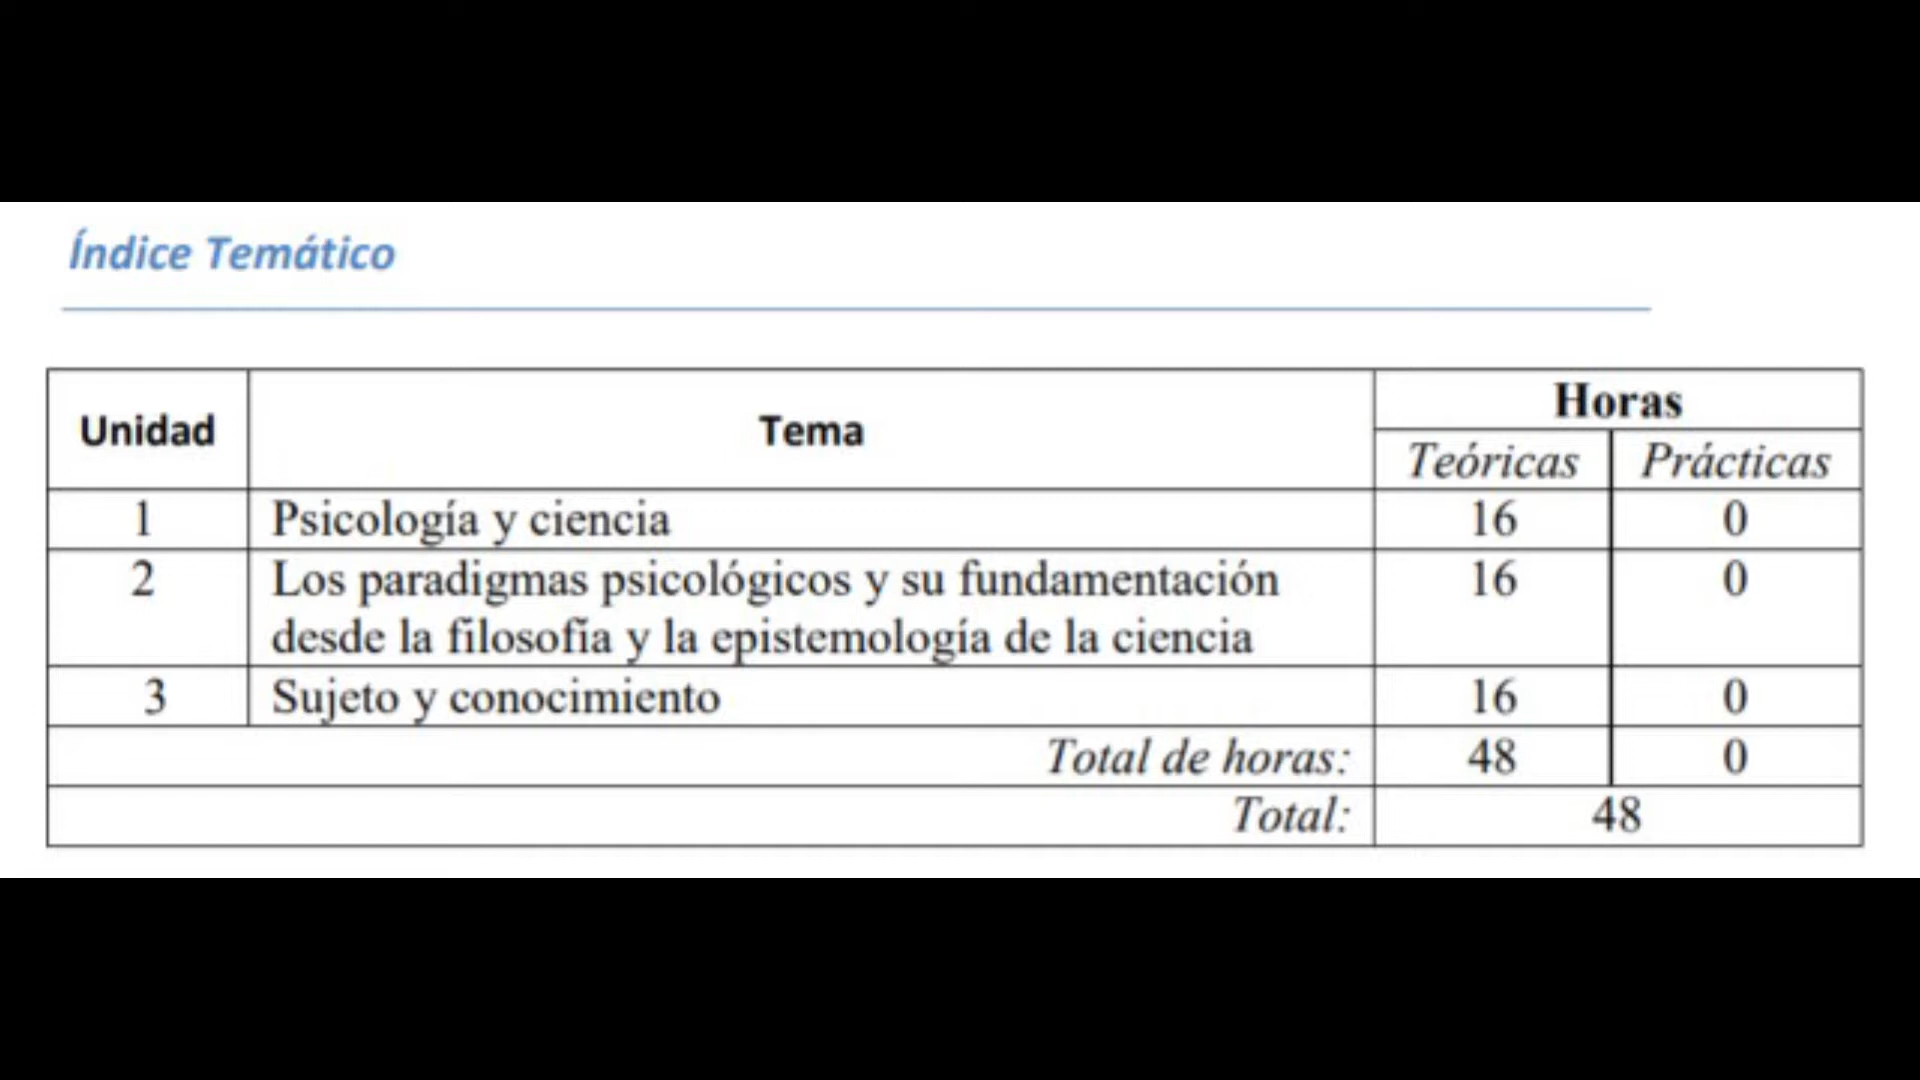 Índice Temático
Unidad Tema Horas
Teóricas Prácticas
1 Psicología y ciencia 16 0
2 Los paradigmas psicológicos y su fundamentación 16 0
desde la filosofía y la epistemología de la ciencia
3 Sujeto y conocimiento 16 0
Total de horas: 48 0
Total: 48